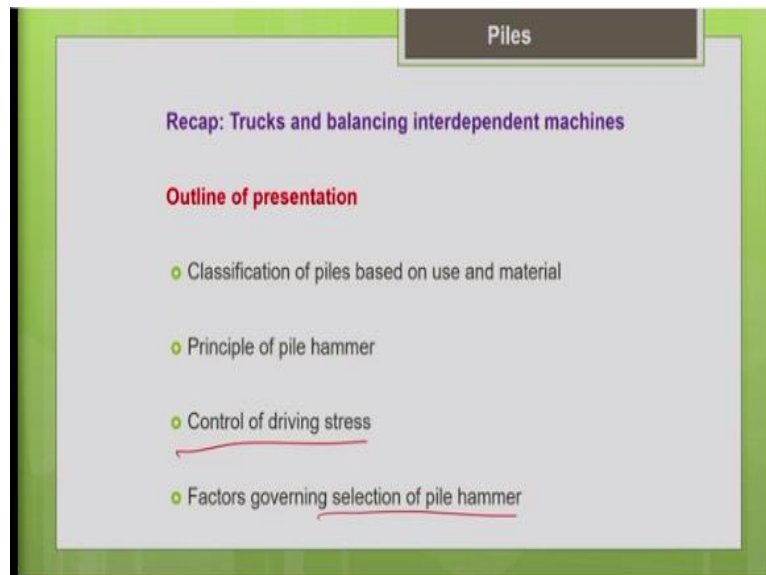 Piles
Recap: Trucks and balancing interdependent machines
Outline of presentation
Classification of piles based on use and material
Principle of pile hammer
Control of driving stress
Factors governing selection of pile hammer